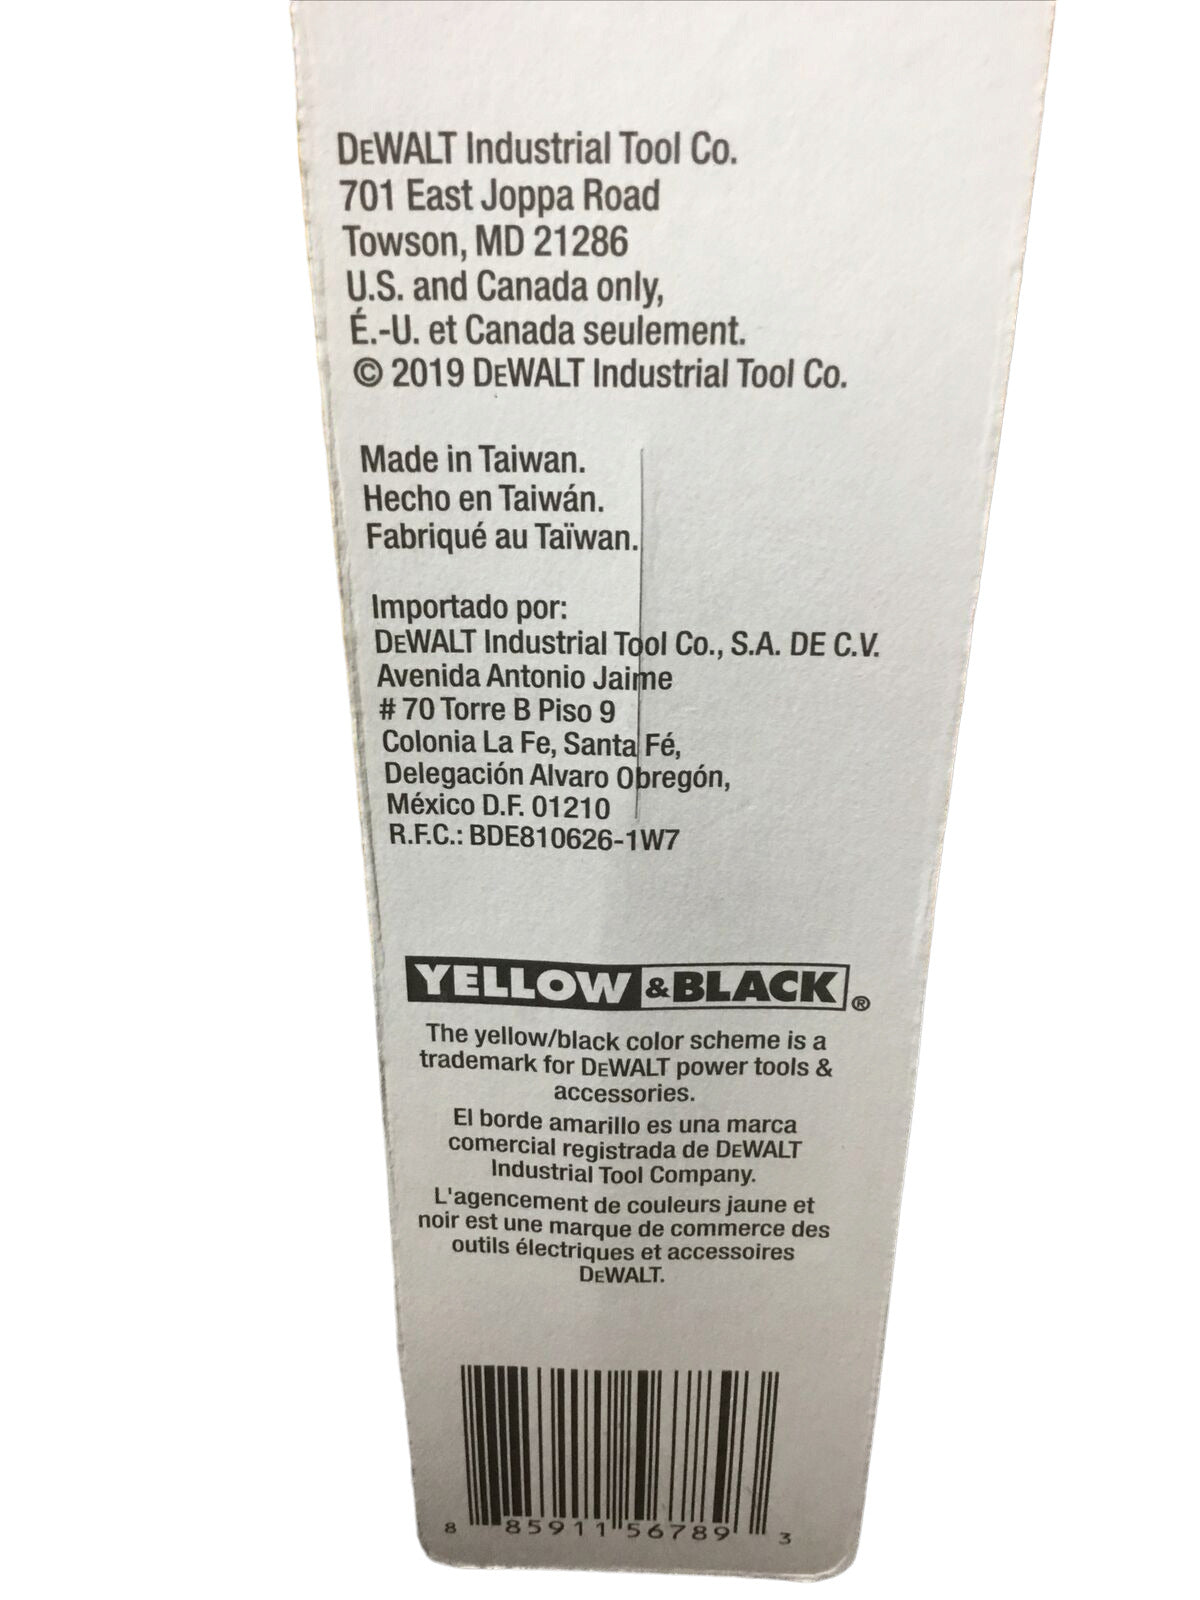 DEWALT Industrial Tool Co.
701 East Joppa Road
Towson, MD 21286
U.S. and Canada only,
É.-U. et Canada seulement.
© 2019 DEWALT Industrial Tool Co.
Made in Taiwan.
Hecho en Taiwán.
Fabriqué au Taïwan.
Importado por:
DEWALT Industrial Tool Co., S.A. DE C.V.
Avenida Antonio Jaime
# 70 Torre B Piso 9
Colonia La Fe, Santa Fé,
Delegación Alvaro Obregón,
México D.F. 01210
R.F.C.: BDE810626-1W7
YELLOW &BLACK®
The yellow/black color scheme is a
trademark for DEWALT power tools &
accessories.
El borde amarillo es una marca
comercial registrada de DEWALT
Industrial Tool Company.
L'agencement de couleurs jaune et
noir est une marque de commerce des
outils électriques et accessoires
DEWALT.
8 85911 56789 3